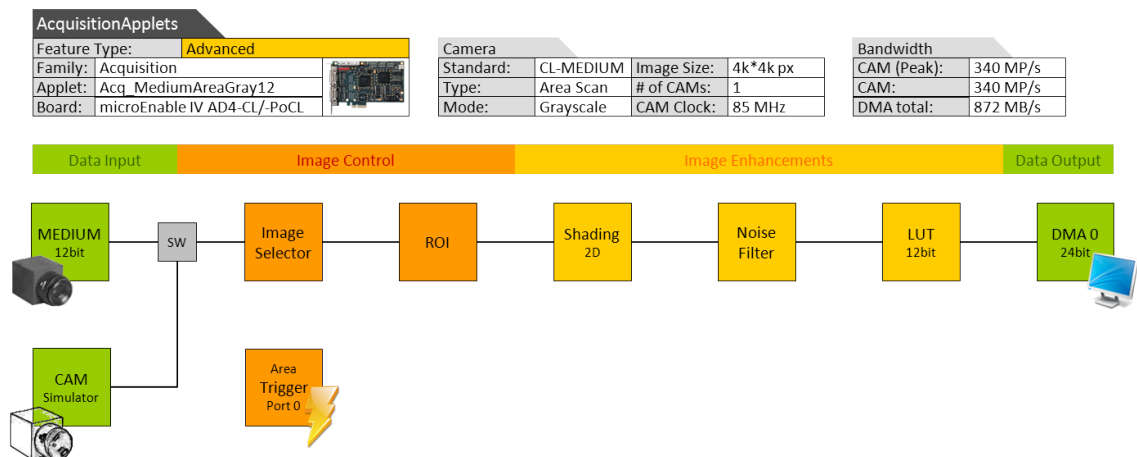 AcquisitionApplets
Feature Type: Advanced
Family: Acquisition
Applet: Acq_MediumAreaGray12
Board: microEnable IV AD4-CL/-PoCL
Camera
Standard: CL-MEDIUM Image Size: 4k*4k px
Type: Area Scan # of CAMs: 1
Mode: Grayscale CAM Clock: 85 MHz
Bandwidth
CAM (Peak): 340 MP/s
CAM: 340 MP/s
DMA total: 872 MB/s
Data Input Image Control Image Enhancements Data Output
MEDIUM
12bit
SW
Image
Selector
ROI
Shading
2D
Noise
Filter
LUT
12bit
DMA 0
24bit
CAM
Simulator
Area
Trigger
Port 0